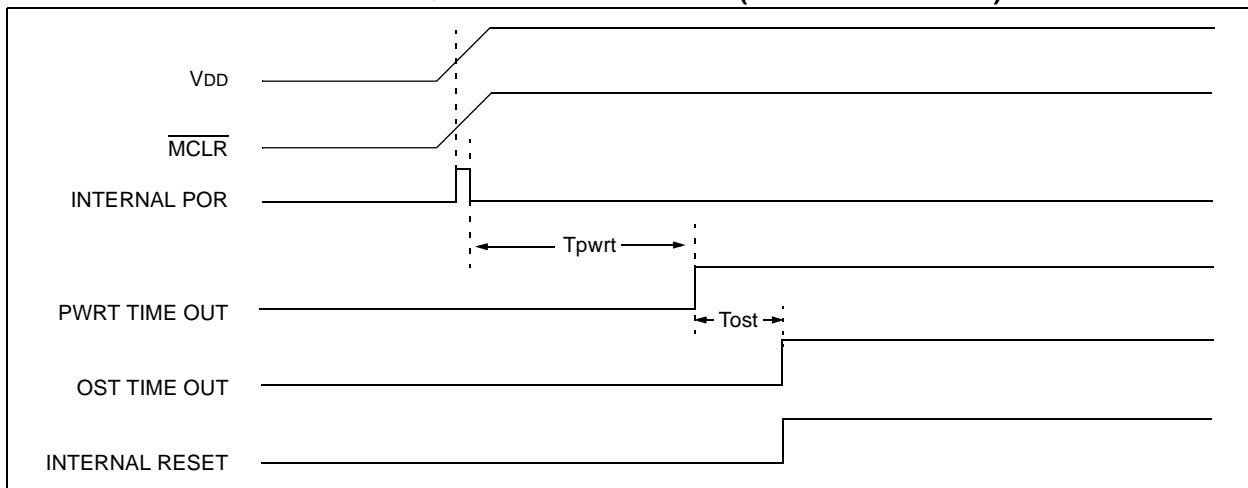 VDD
MCLR
INTERNAL POR
Tpwrt
PWRT TIME OUT
Tost
OST TIME OUT
INTERNAL RESET